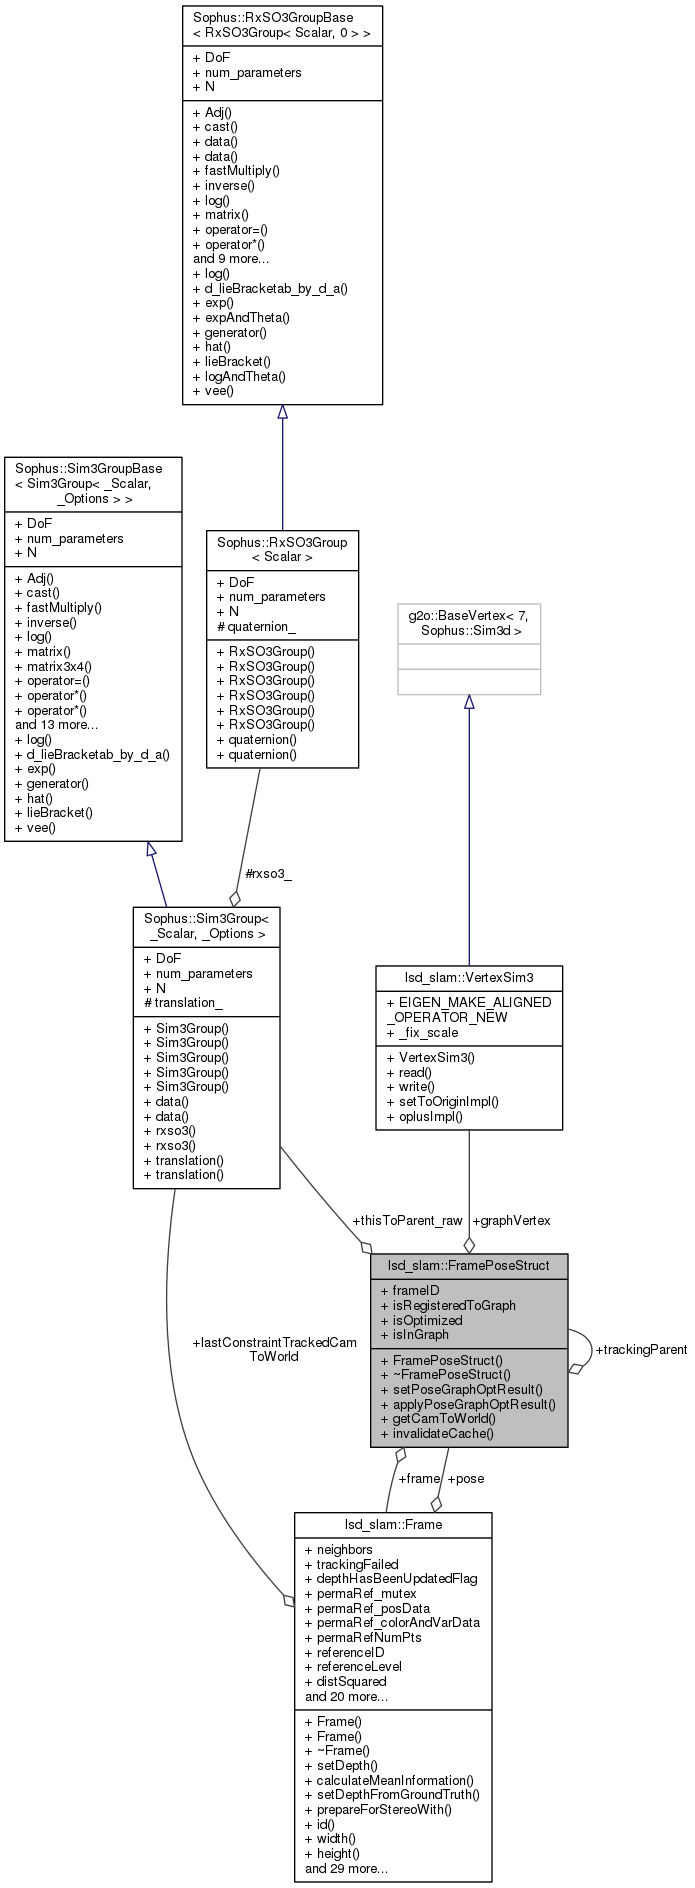 Sophus::RxSO3GroupBase
< RxSO3Group< Scalar, 0 > >
+ DoF
+ num_parameters
+ N
+ Adj()
+ cast()
+ data()
+ data()
+ fastMultiply()
+ inverse()
+ log()
+ matrix()
+ operator=()
+ operator*()
and 9 more...
+ log()
+ d_lieBracketab_by_d_a()
+ exp()
+ expAndTheta()
+ generator()
+ hat()
+ lieBracket()
+ logAndTheta()
+ vee()
Sophus::Sim3GroupBase
< Sim3Group< _Scalar,
_Options > >
+ DoF
+ num_parameters
+ N
+ Adj()
+ cast()
+ fastMultiply()
+ inverse()
+ log()
+ matrix()
+ matrix3x4()
+ operator=()
+ operator*()
+ operator*()
and 13 more...
+ log()
+ d_lieBracketab_by_d_a()
+ exp()
+ generator()
+ hat()
+ lieBracket()
+ vee()
Sophus::RxSO3Group
< Scalar >
+ DoF
+ num_parameters
+ N
# quaternion_
+ RxSO3Group()
+ RxSO3Group()
+ RxSO3Group()
+ RxSO3Group()
+ RxSO3Group()
+ RxSO3Group()
+ quaternion()
+ quaternion()
g2o::BaseVertex< 7,
Sophus::Sim3d >
#rxso3_
Sophus::Sim3Group<
_Scalar, _Options >
+ DoF
+ num_parameters
+ N
# translation_
+ Sim3Group()
+ Sim3Group()
+ Sim3Group()
+ Sim3Group()
+ Sim3Group()
+ data()
+ data()
+ rxso3()
+ rxso3()
+ translation()
+ translation()
lsd_slam::VertexSim3
+ EIGEN_MAKE_ALIGNED
_OPERATOR_NEW
+ _fix_scale
+ VertexSim3()
+ read()
+ write()
+ setToOriginImpl()
+ oplusImpl()
+thisToParent_raw
+graphVertex
lsd_slam::FramePoseStruct
+ frameID
+ isRegisteredToGraph
+ isOptimized
+ isInGraph
+ FramePoseStruct()
+ ~FramePoseStruct()
+ setPoseGraphOptResult()
+ applyPoseGraphOptResult()
+ getCamToWorld()
+ invalidateCache()
+trackingParent
+lastConstraintTrackedCam
ToWorld
+frame
+pose
lsd_slam::Frame
+ neighbors
+ trackingFailed
+ depthHasBeenUpdatedFlag
+ permaRef_mutex
+ permaRef_posData
+ permaRef_colorAndVarData
+ permaRefNumPts
+ referenceID
+ referenceLevel
+ distSquared
and 20 more...
+ Frame()
+ Frame()
+ ~Frame()
+ setDepth()
+ calculateMeanInformation()
+ setDepthFromGroundTruth()
+ prepareForStereoWith()
+ id()
+ width()
+ height()
and 29 more...